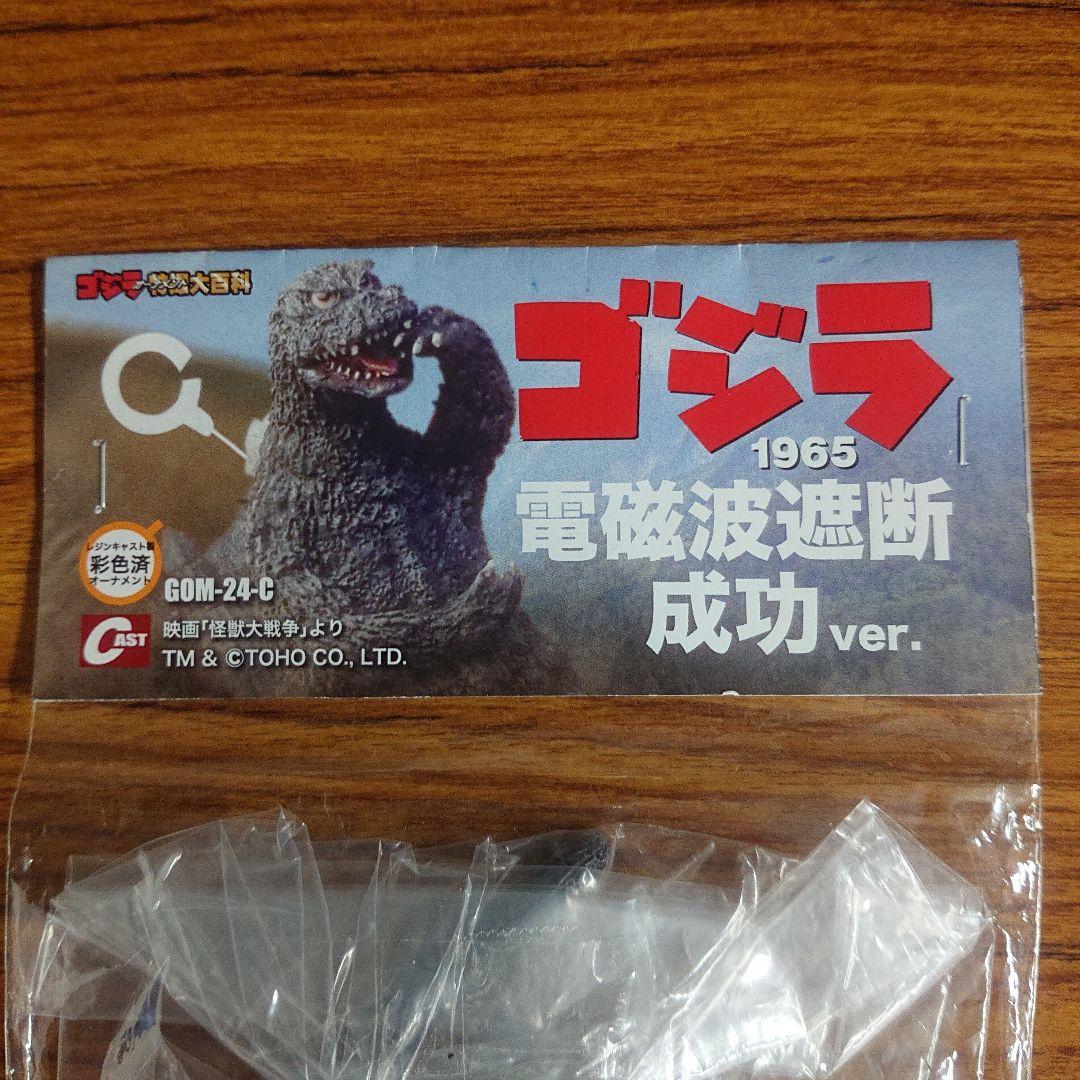 ゴジラ特撮大百科
ゴジラ
1965
電磁波遮断
成功ver.
レジンキャスト製
彩色済
オーナメント
GOM-24-C
CAST
映画「怪獣大戦争」より
TM & ©TOHO CO., LTD.